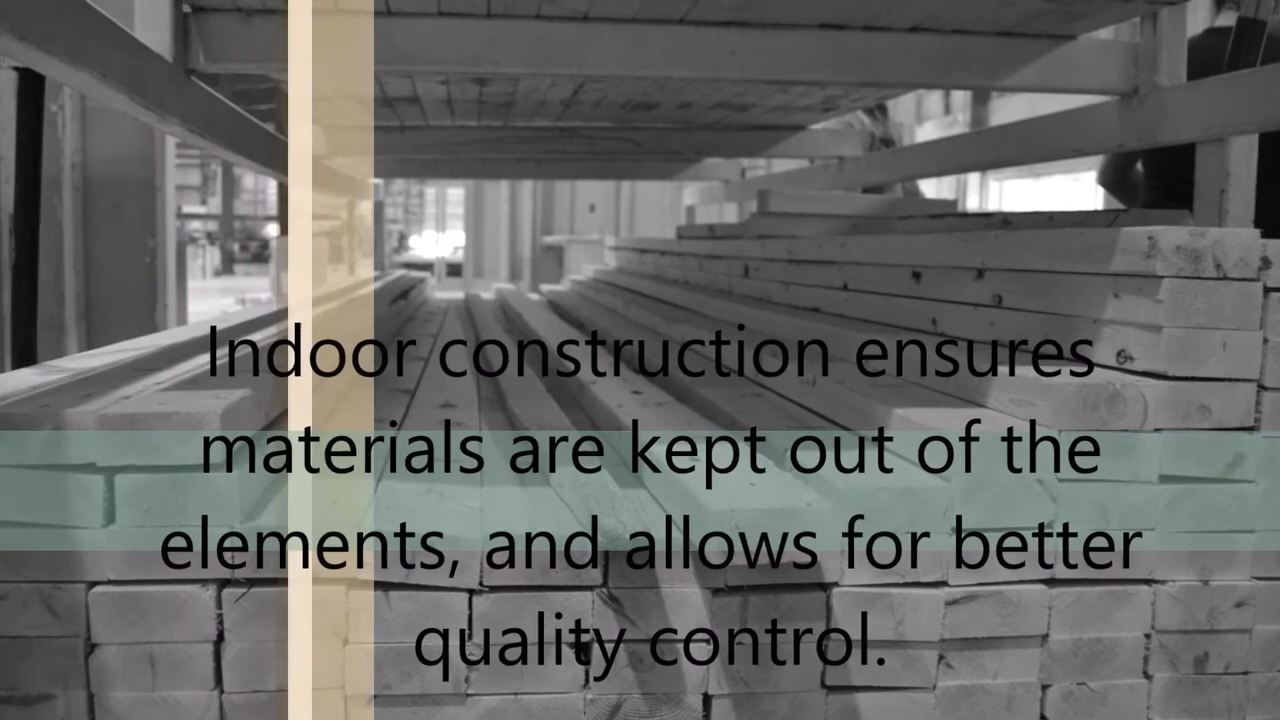 Indoor construction ensures
materials are kept out of the
elements, and allows for better
quality control.